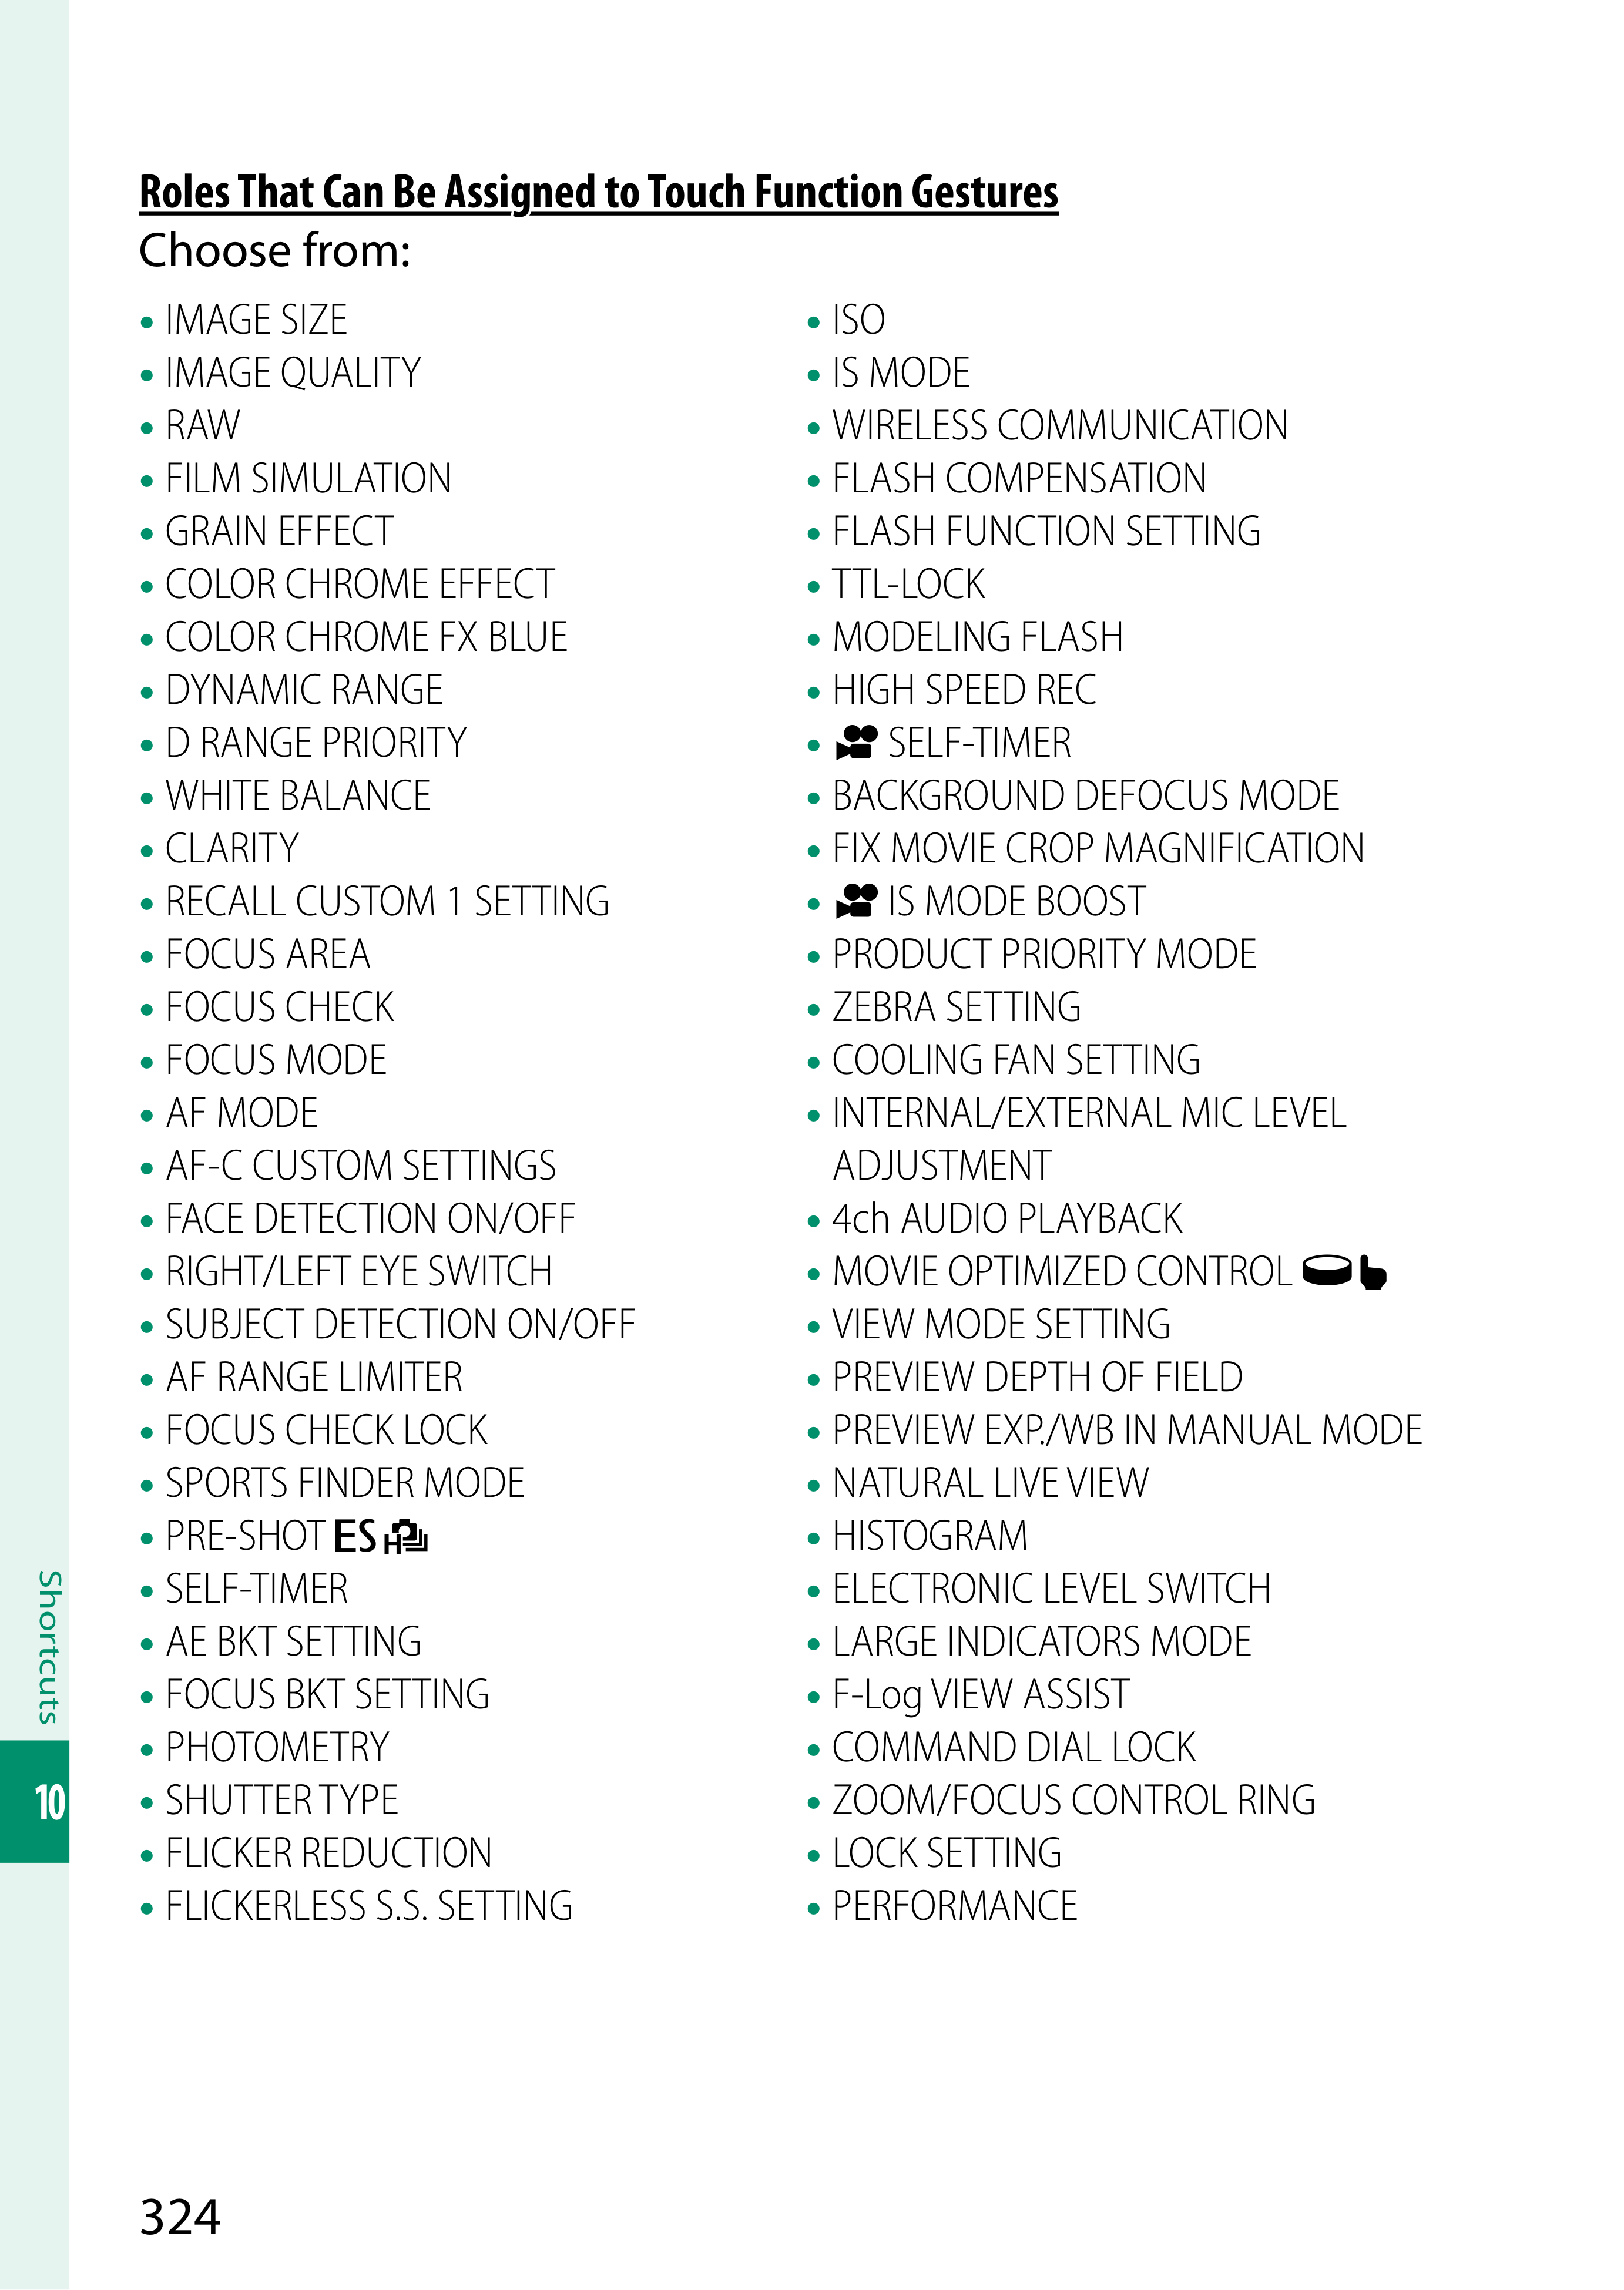 Roles That Can Be Assigned to Touch Function Gestures
Choose from:
• IMAGE SIZE
• IMAGE QUALITY
• RAW
• FILM SIMULATION
• GRAIN EFFECT
• COLOR CHROME EFFECT
• COLOR CHROME FX BLUE
• DYNAMIC RANGE
• D RANGE PRIORITY
• WHITE BALANCE
• CLARITY
• RECALL CUSTOM 1 SETTING
• FOCUS AREA
• FOCUS CHECK
• FOCUS MODE
• AF MODE
• AF-C CUSTOM SETTINGS
• FACE DETECTION ON/OFF
• RIGHT/LEFT EYE SWITCH
• SUBJECT DETECTION ON/OFF
• AF RANGE LIMITER
• FOCUS CHECK LOCK
• SPORTS FINDER MODE
• PRE-SHOT ES H
• SELF-TIMER
• AE BKT SETTING
• FOCUS BKT SETTING
• PHOTOMETRY
• SHUTTER TYPE
• FLICKER REDUCTION
• FLICKERLESS S.S. SETTING
• ISO
• IS MODE
• WIRELESS COMMUNICATION
• FLASH COMPENSATION
• FLASH FUNCTION SETTING
• TTL-LOCK
• MODELING FLASH
• HIGH SPEED REC
• SELF-TIMER
• BACKGROUND DEFOCUS MODE
• FIX MOVIE CROP MAGNIFICATION
• IS MODE BOOST
• PRODUCT PRIORITY MODE
• ZEBRA SETTING
• COOLING FAN SETTING
• INTERNAL/EXTERNAL MIC LEVEL
ADJUSTMENT
• 4ch AUDIO PLAYBACK
• MOVIE OPTIMIZED CONTROL
• VIEW MODE SETTING
• PREVIEW DEPTH OF FIELD
• PREVIEW EXP./WB IN MANUAL MODE
• NATURAL LIVE VIEW
• HISTOGRAM
• ELECTRONIC LEVEL SWITCH
• LARGE INDICATORS MODE
• F-Log VIEW ASSIST
• COMMAND DIAL LOCK
• ZOOM/FOCUS CONTROL RING
• LOCK SETTING
• PERFORMANCE
Shortcuts
10
324